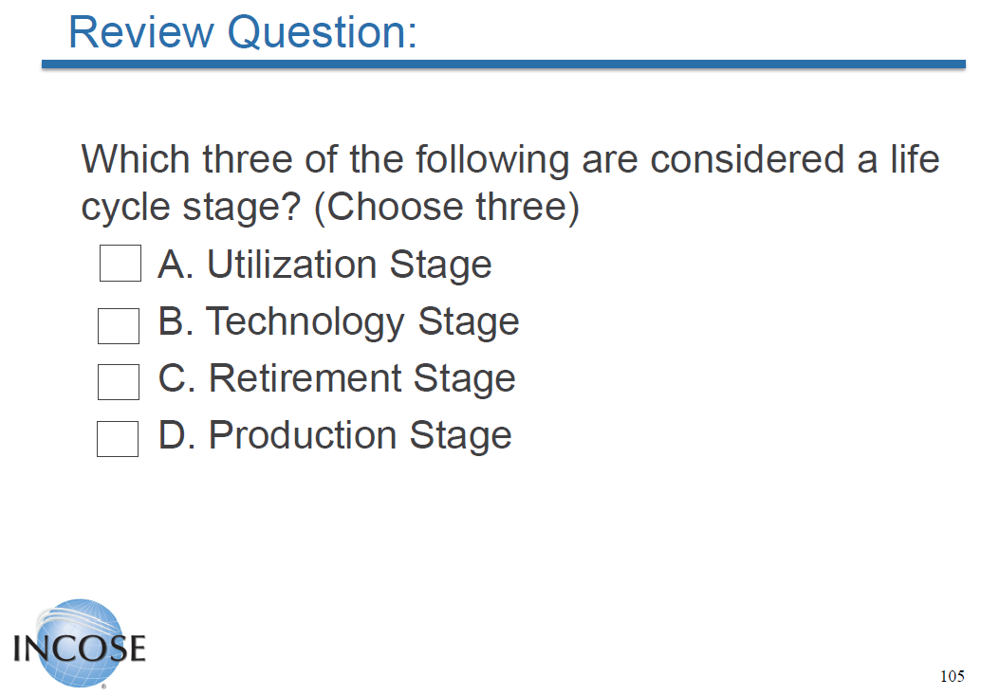 Review Question:
Which three of the following are considered a life
cycle stage? (Choose three)
A. Utilization Stage
B. Technology Stage
C. Retirement Stage
D. Production Stage
INCOSE
®
105